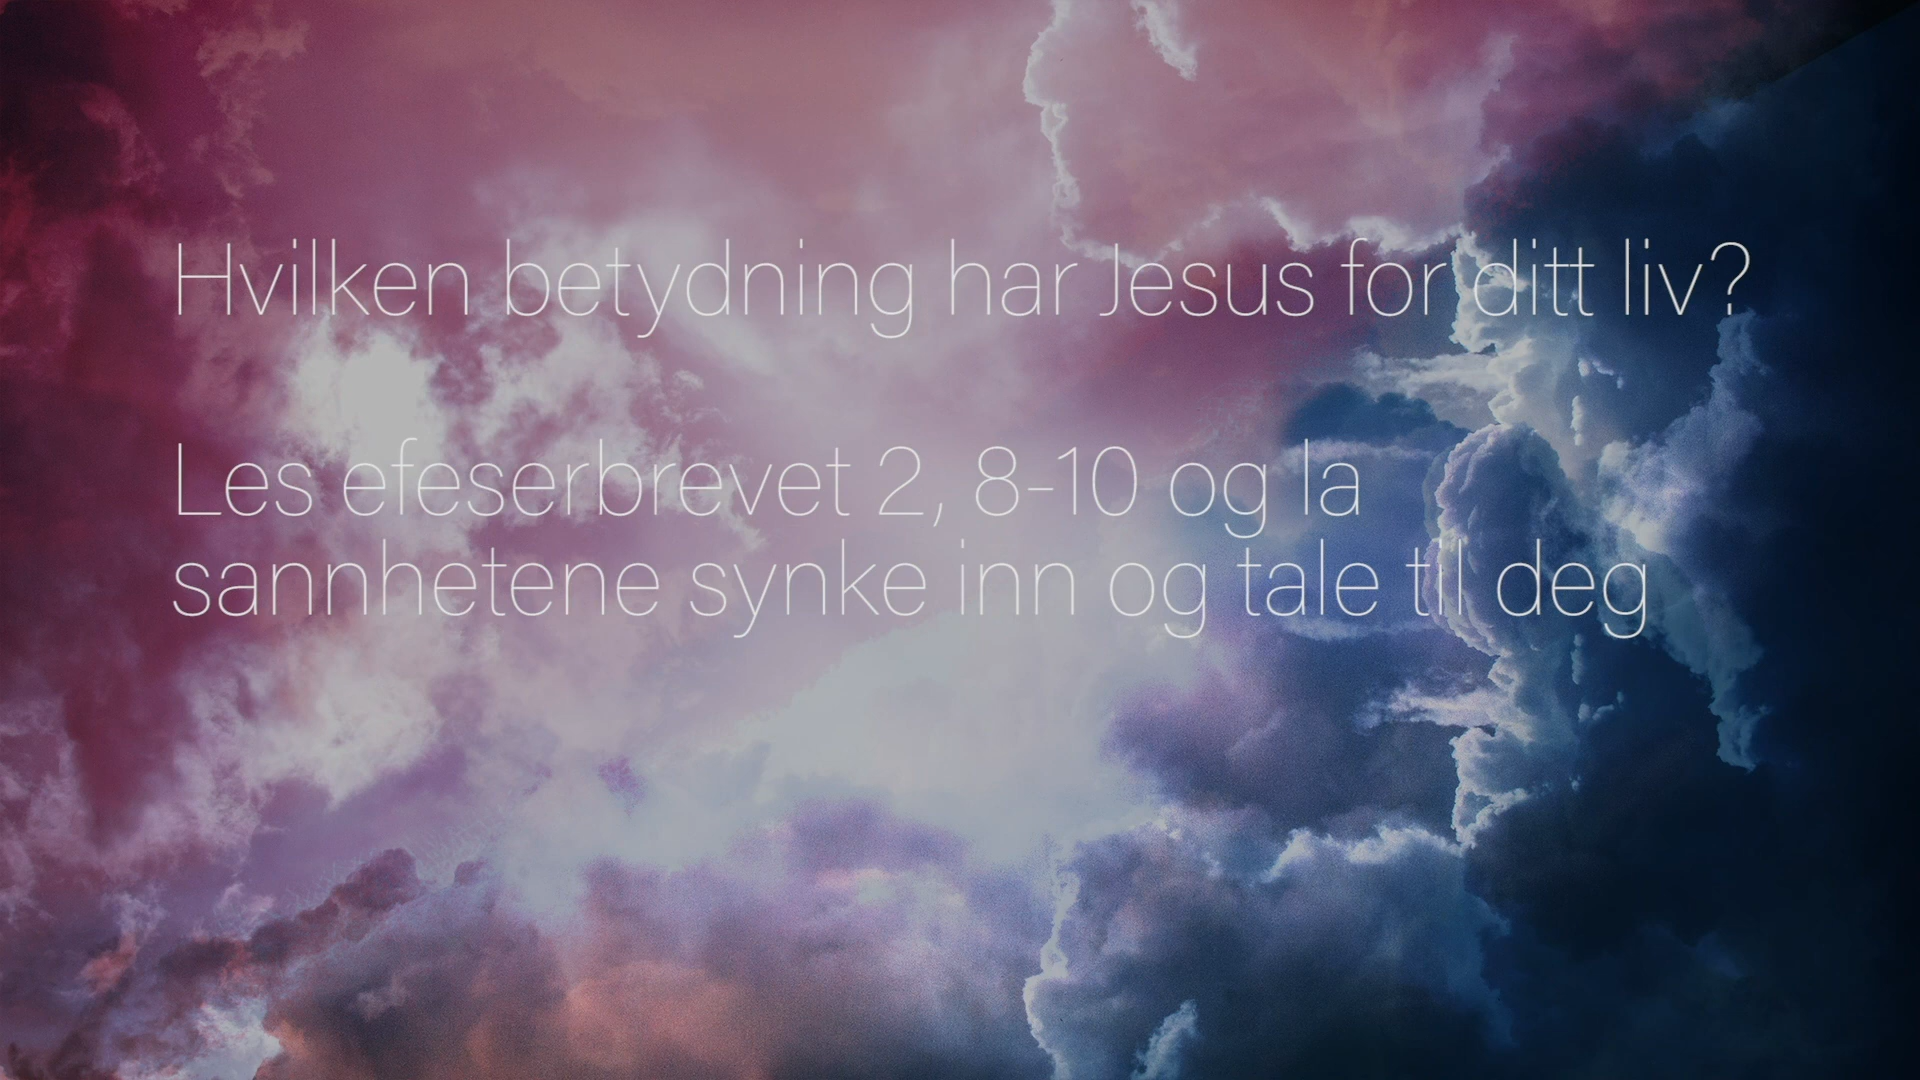 Hvilken betydning har Jesus for ditt liv?
Les efeserbrevet 2, 8-10 og la
sannhetene synke inn og tale til deg